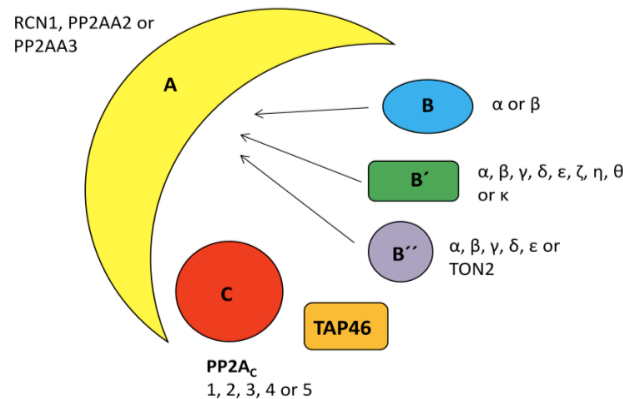 RCN1, PP2AA2 or
PP2AA3
A
B
α or β
B´
α, β, γ, δ, ε, ζ, η, θ
or κ
B´´
α, β, γ, δ, ε or
TON2
C
TAP46
PP2Ac
1, 2, 3, 4 or 5